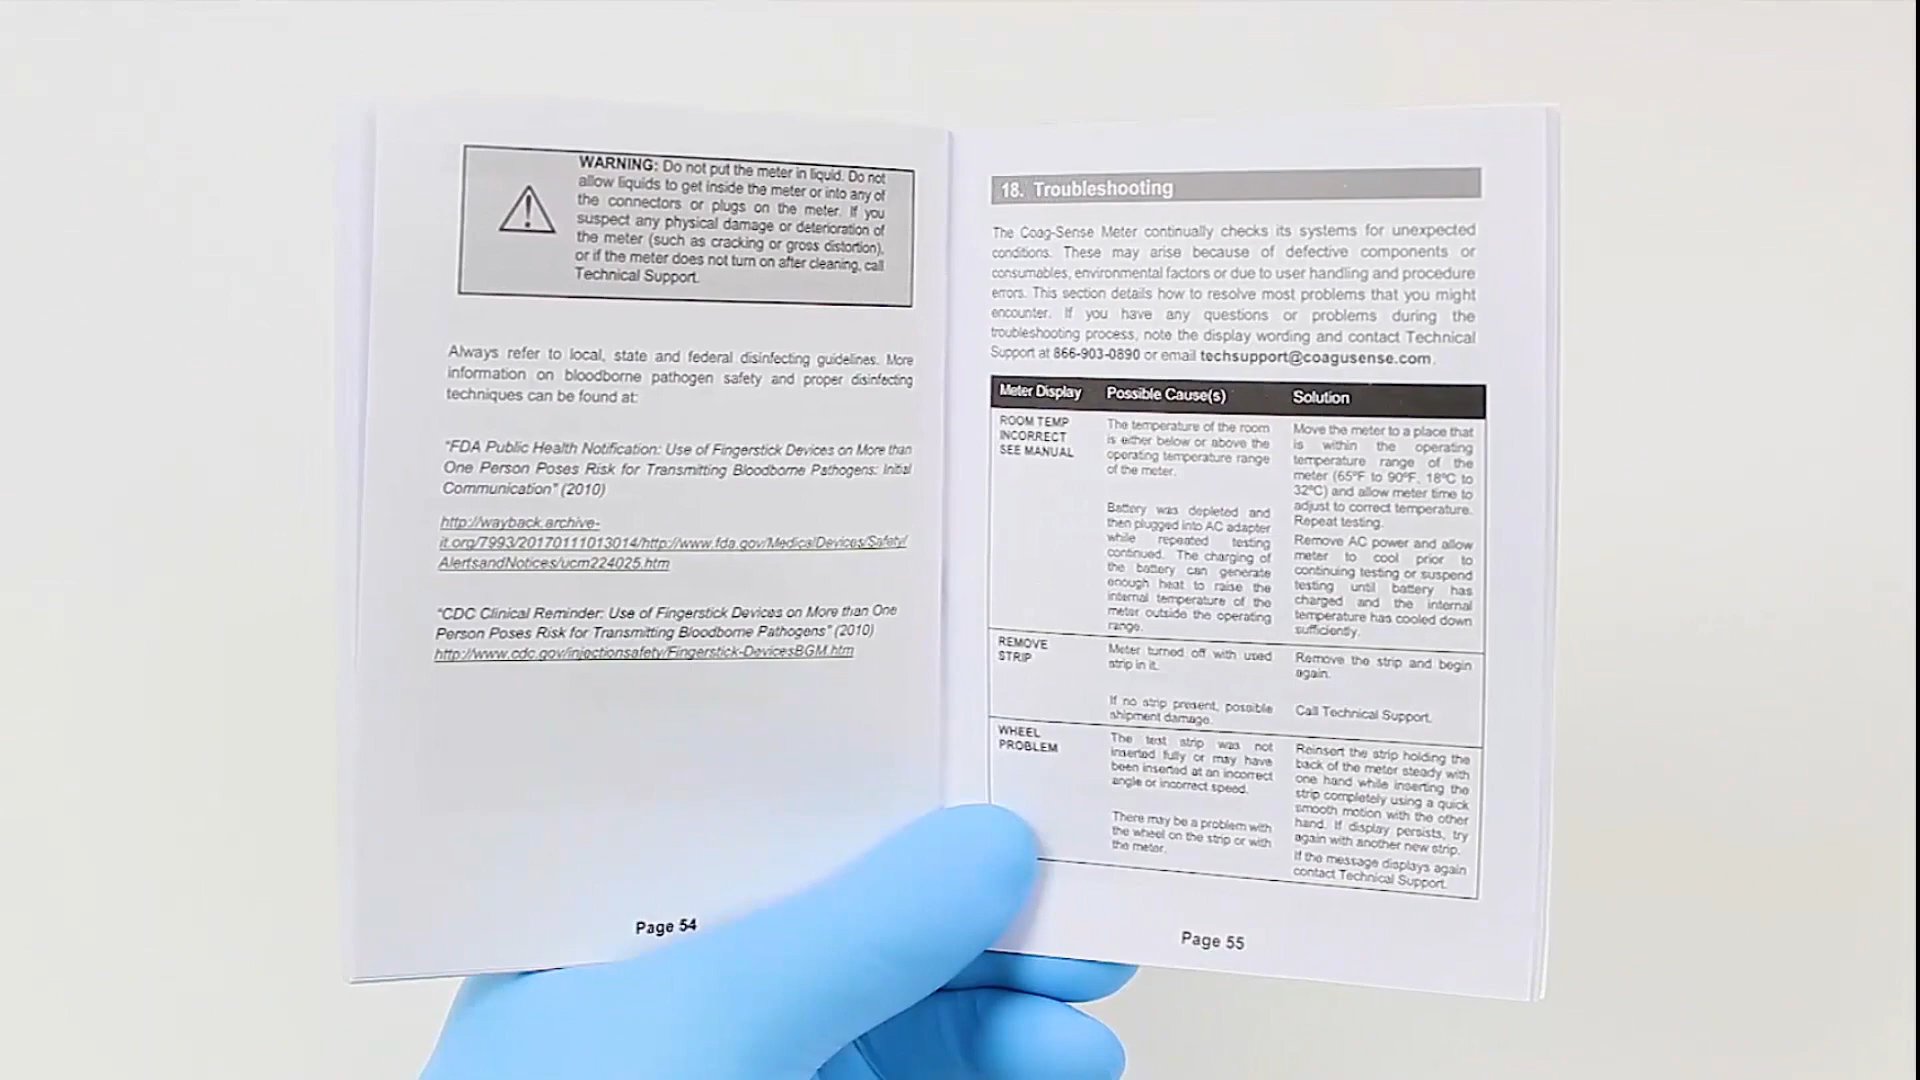 WARNING: Do not put the meter in liquid. Do not
allow liquids to get inside the meter or into any of
the connectors or plugs on the meter. If you
suspect any physical damage or deterioration of
the meter (such as cracking or gross distortion),
or if the meter does not turn on after cleaning, call
Technical Support.
Always refer to local, state and federal disinfecting guidelines. More
information on bloodborne pathogen safety and proper disinfecting
techniques can be found at:
"FDA Public Health Notification: Use of Fingerstick Devices on More than
One Person Poses Risk for Transmitting Bloodborne Pathogens: Initial
Communication" (2010)
http://wayback.archive-
it.org/7993/20170111013014/http://www.fda.gov/MedicalDevices/Safety/
AlertsandNotices/ucm224025.htm
"CDC Clinical Reminder: Use of Fingerstick Devices on More than One
Person Poses Risk for Transmitting Bloodborne Pathogens" (2010)
http://www.cdc.gov/injectionsafety/Fingerstick-DevicesBGM.htm
Page 54
18. Troubleshooting
The Coag-Sense Meter continually checks its systems for unexpected
conditions. These may arise because of defective components or
consumables, environmental factors or due to user handling and procedure
errors. This section details how to resolve most problems that you might
encounter. If you have any questions or problems during the
troubleshooting process, note the display wording and contact Technical
Support at 866-903-0890 or email techsupport@coagusense.com.
Meter Display Possible Cause(s) Solution
ROOM TEMP
INCORRECT
SEE MANUAL
The temperature of the room
is either below or above the
operating temperature range
of the meter.
Battery was depleted and
then plugged into AC adapter
while repeated testing
continued. The charging of
the battery can generate
enough heat to raise the
internal temperature of the
meter outside the operating
range.
Move the meter to a place that
is within the operating
temperature range of the
meter (65ºF to 90ºF, 18ºC to
32ºC) and allow meter time to
adjust to correct temperature.
Repeat testing.
Remove AC power and allow
meter to cool prior to
continuing testing or suspend
testing until battery has
charged and the internal
temperature has cooled down
sufficiently.
REMOVE
STRIP
Meter turned off with used
strip in it.
If no strip present, possible
shipment damage.
Remove the strip and begin
again.
Call Technical Support.
WHEEL
PROBLEM
The test strip was not
inserted fully or may have
been inserted at an incorrect
angle or incorrect speed.
There may be a problem with
the wheel on the strip or with
the meter.
Reinsert the strip holding the
back of the meter steady with
one hand while inserting the
strip completely using a quick
smooth motion with the other
hand. If display persists, try
again with another new strip.
If the message displays again
contact Technical Support.
Page 55